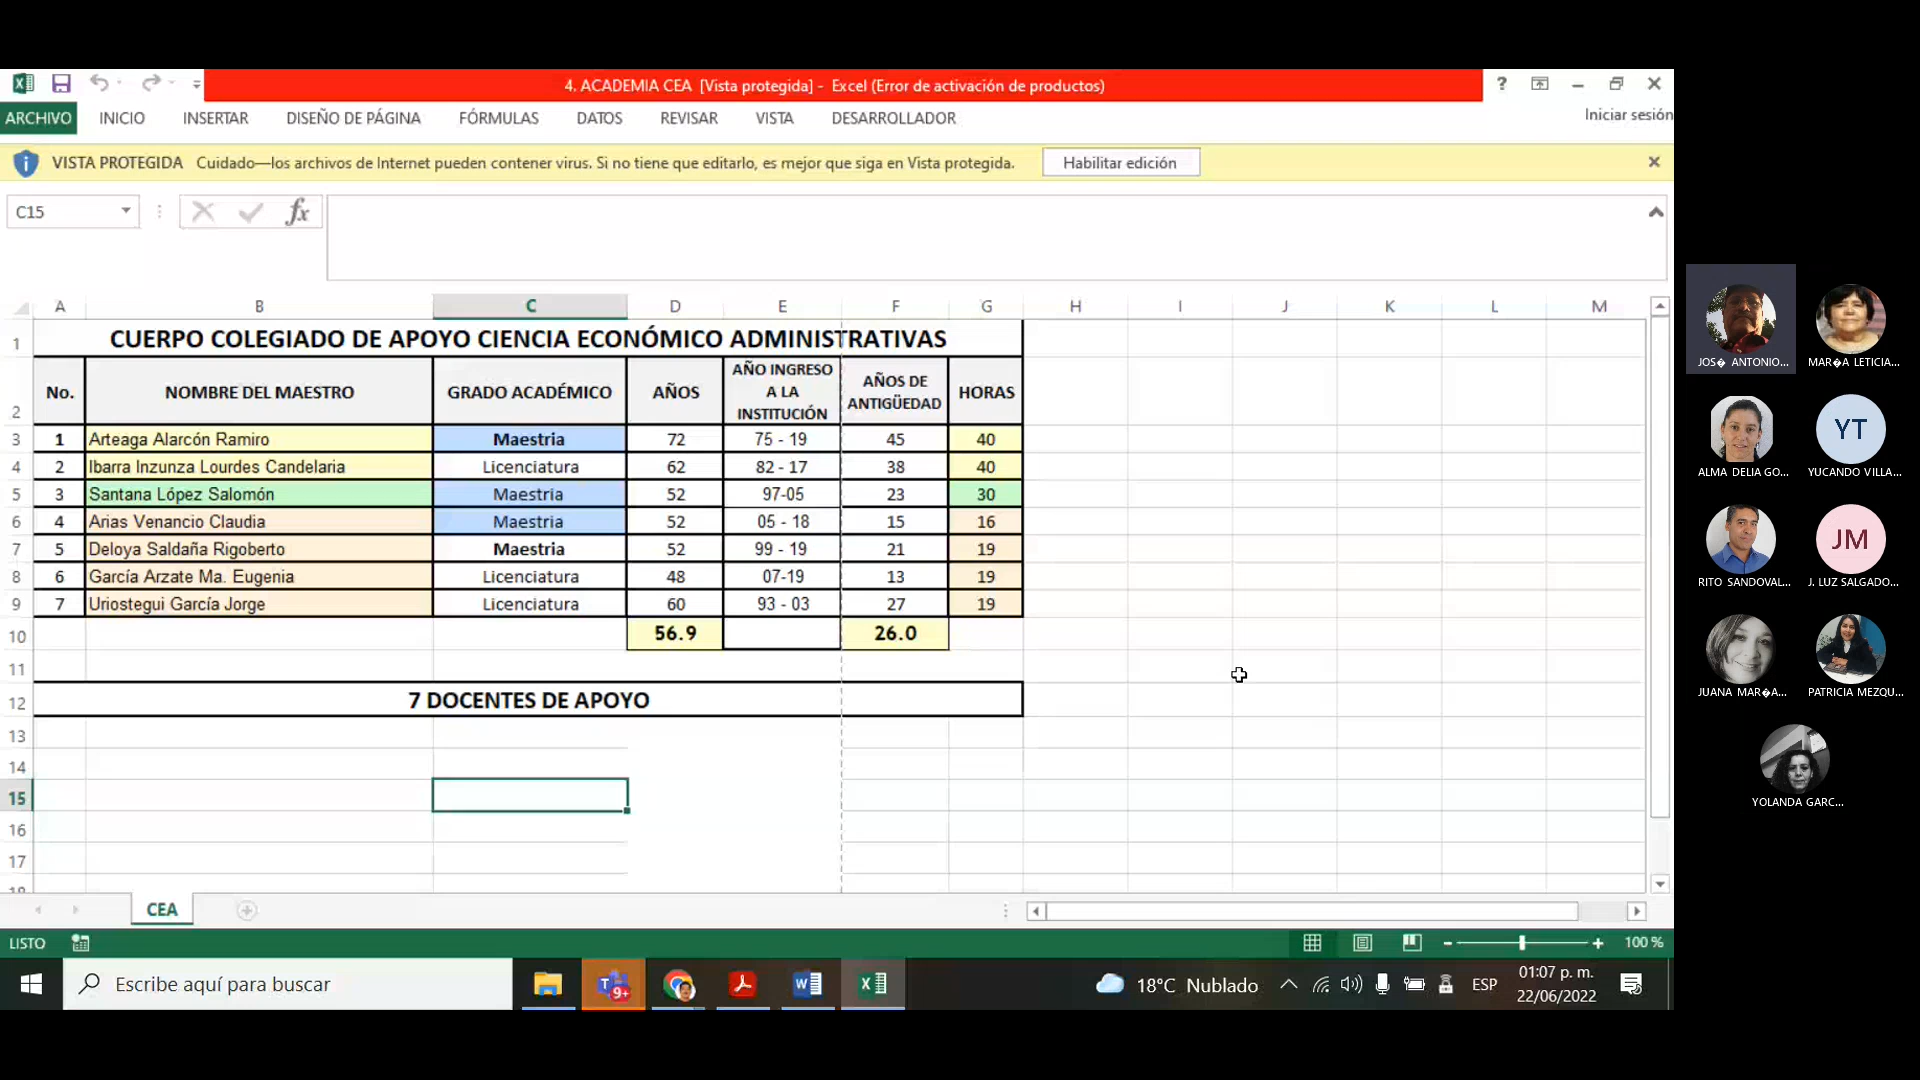 4. ACADEMIA CEA [Vista protegida] - Excel (Error de activación de productos)
ARCHIVO INICIO INSERTAR DISEÑO DE PÁGINA FÓRMULAS DATOS REVISAR VISTA DESARROLLADOR Iniciar sesión
VISTA PROTEGIDA Cuidado—los archivos de Internet pueden contener virus. Si no tiene que editarlo, es mejor que siga en Vista protegida. Habilitar edición
C15 fx
A B C D E F G H I J K L M
1 CUERPO COLEGIADO DE APOYO CIENCIA ECONÓMICO ADMINISTRATIVAS
2 No. NOMBRE DEL MAESTRO GRADO ACADÉMICO AÑOS AÑO INGRESO A LA INSTITUCIÓN AÑOS DE ANTIGÜEDAD HORAS
3 1 Arteaga Alarcón Ramiro Maestria 72 75 - 19 45 40
4 2 Ibarra Inzunza Lourdes Candelaria Licenciatura 62 82 - 17 38 40
5 3 Santana López Salomón Maestria 52 97-05 23 30
6 4 Arias Venancio Claudia Maestria 52 05 - 18 15 16
7 5 Deloya Saldaña Rigoberto Maestria 52 99 - 19 21 19
8 6 García Arzate Ma. Eugenia Licenciatura 48 07-19 13 19
9 7 Uriostegui García Jorge Licenciatura 60 93 - 03 27 19
10 56.9 26.0
11
12 7 DOCENTES DE APOYO
13
14
15
16
17
18
CEA
LISTO 100 %
Escribe aquí para buscar 9+ 18°C Nublado ESP 01:07 p. m.
22/06/2022
JOS� ANTONIO... MAR�A LETICIA...
ALMA DELIA GO... YT YUCANDO VILLA...
RITO SANDOVAL... JM J. LUZ SALGADO...
JUANA MAR�A... PATRICIA MEZQU...
YOLANDA GARC...